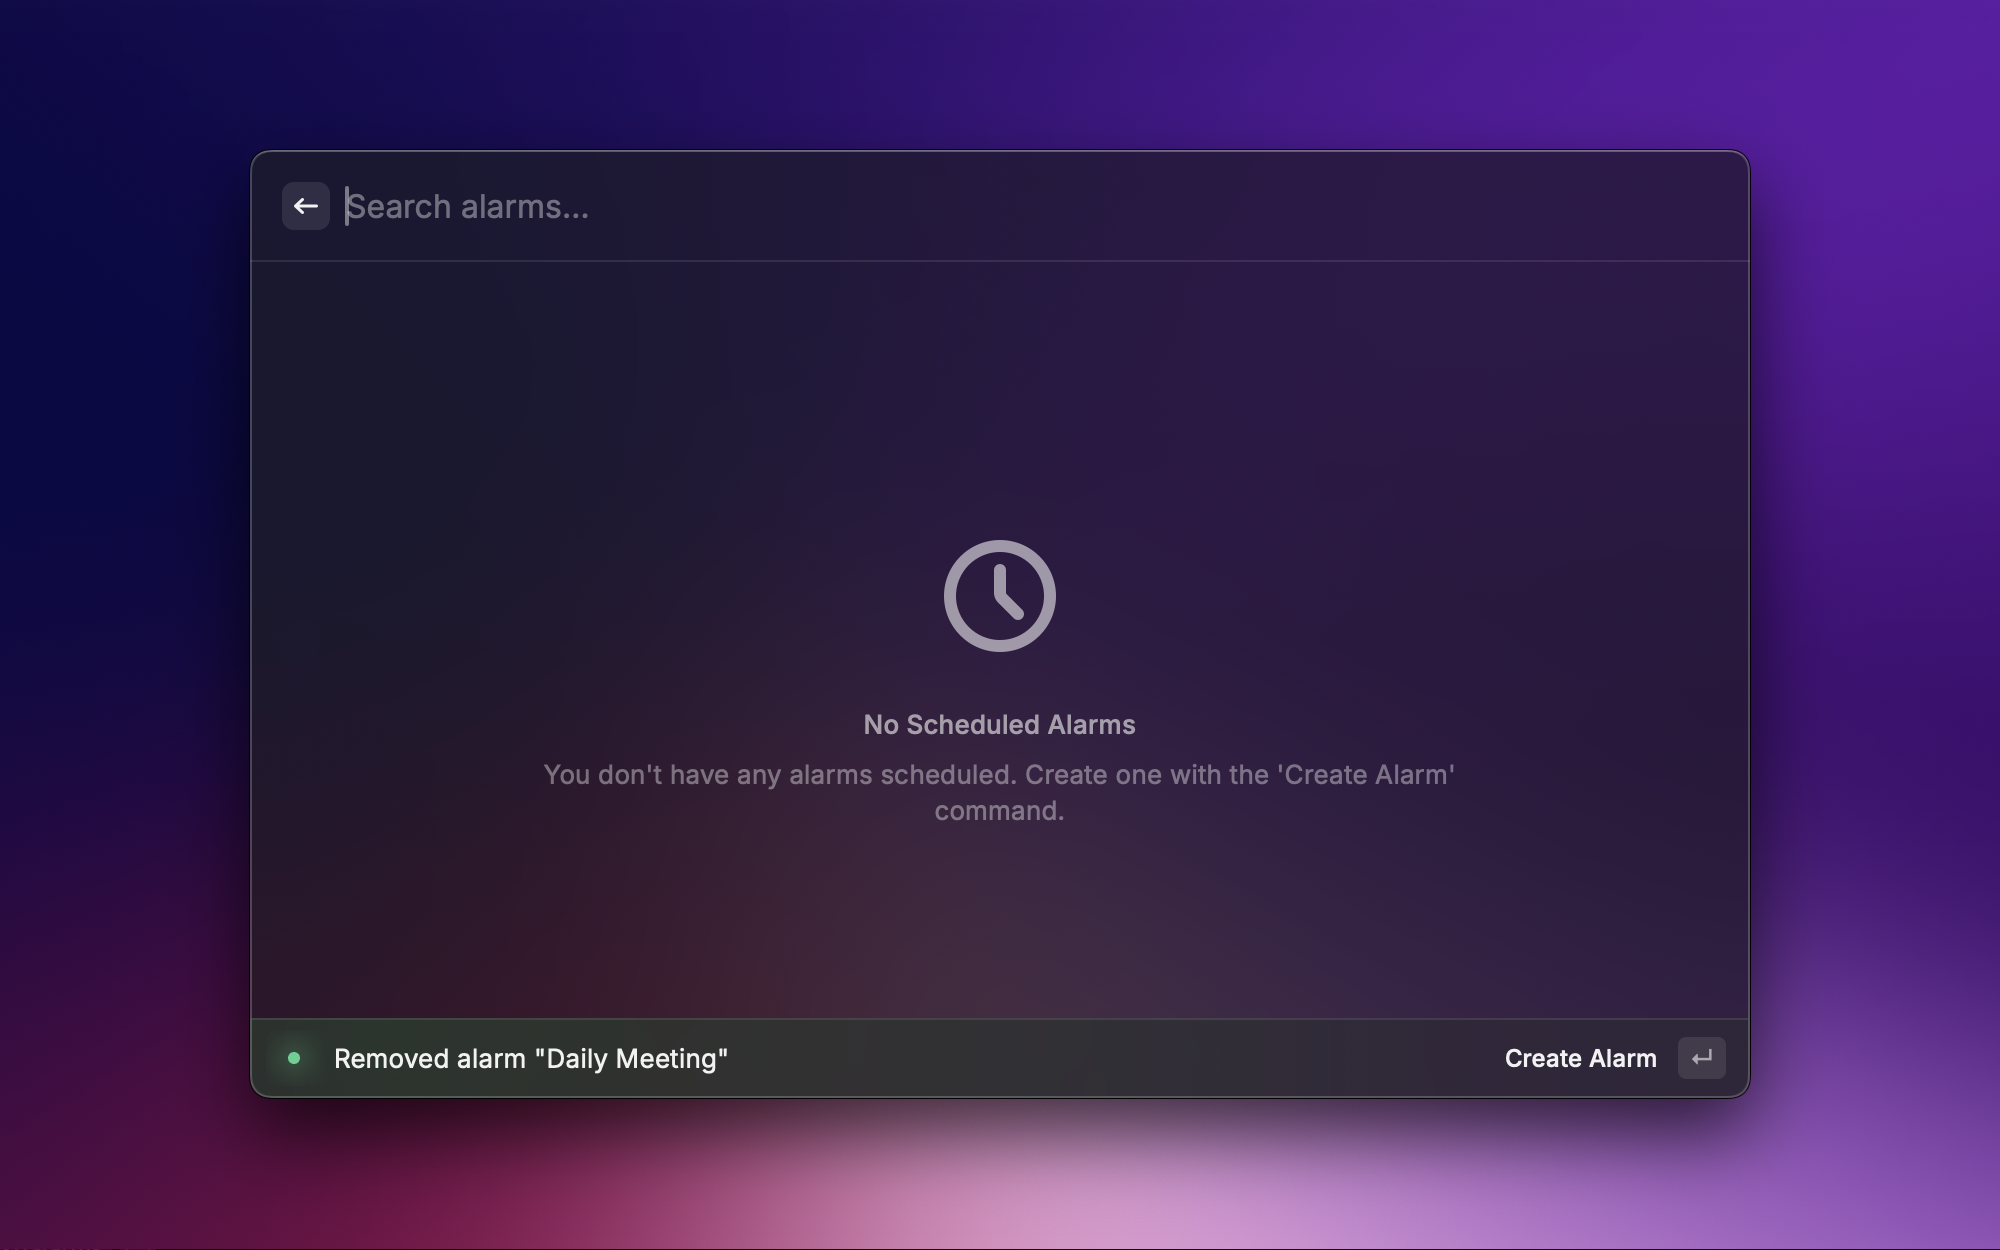 Search alarms...
No Scheduled Alarms
You don't have any alarms scheduled. Create one with the 'Create Alarm'
command.
Removed alarm "Daily Meeting"
Create Alarm